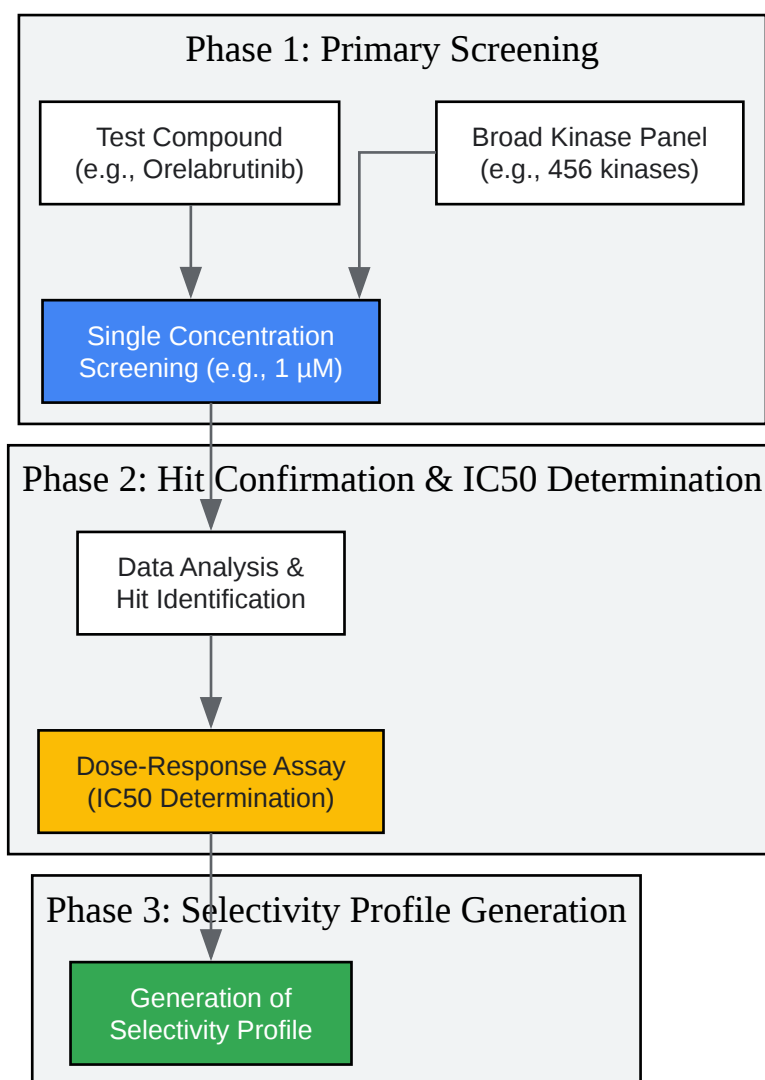 Phase 1: Primary Screening
Test Compound
(e.g., Orelabrutinib)
Broad Kinase Panel
(e.g., 456 kinases)
Single Concentration
Screening (e.g., 1 µM)
Phase 2: Hit Confirmation & IC50 Determination
Data Analysis &
Hit Identification
Dose-Response Assay
(IC50 Determination)
Phase 3: Selectivity Profile Generation
Generation of
Selectivity Profile